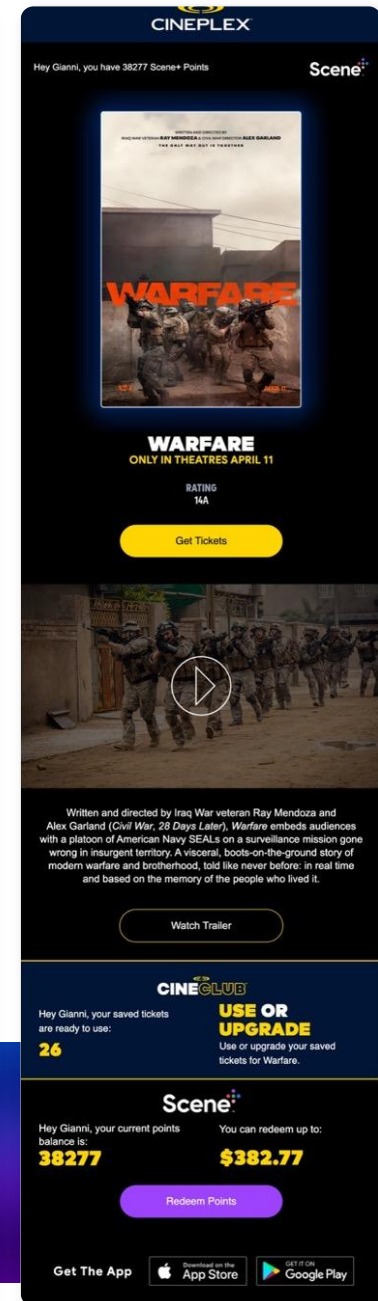 CINEPLEX
Hey Gianni, you have 38277 Scene+ Points
Scene+
WRITTEN AND DIRECTED BY
IRAQ WAR VETERAN RAY MENDOZA & CIVIL WAR DIRECTOR ALEX GARLAND
THE ONLY WAY OUT IS TOGETHER
WARFARE
WARFARE
ONLY IN THEATRES APRIL 11
RATING
14A
Get Tickets
Written and directed by Iraq War veteran Ray Mendoza and
Alex Garland (Civil War, 28 Days Later), Warfare embeds audiences
with a platoon of American Navy SEALs on a surveillance mission gone
wrong in insurgent territory. A visceral, boots-on-the-ground story of
modern warfare and brotherhood, told like never before: in real time
and based on the memory of the people who lived it.
Watch Trailer
CINECLUB
Hey Gianni, your saved tickets
are ready to use:
26
USE OR
UPGRADE
Use or upgrade your saved
tickets for Warfare.
Scene+
Hey Gianni, your current points
balance is:
38277
You can redeem up to:
$382.77
Redeem Points
Get The App
Download on the
App Store
GET IT ON
Google Play